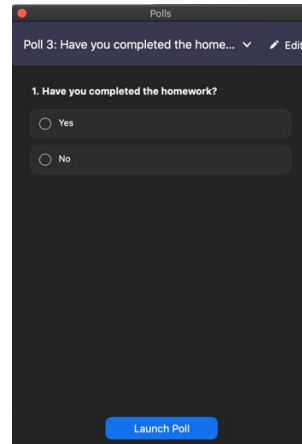 Polls
Poll 3: Have you completed the home... Edit
1. Have you completed the homework?
Yes
No
Launch Poll